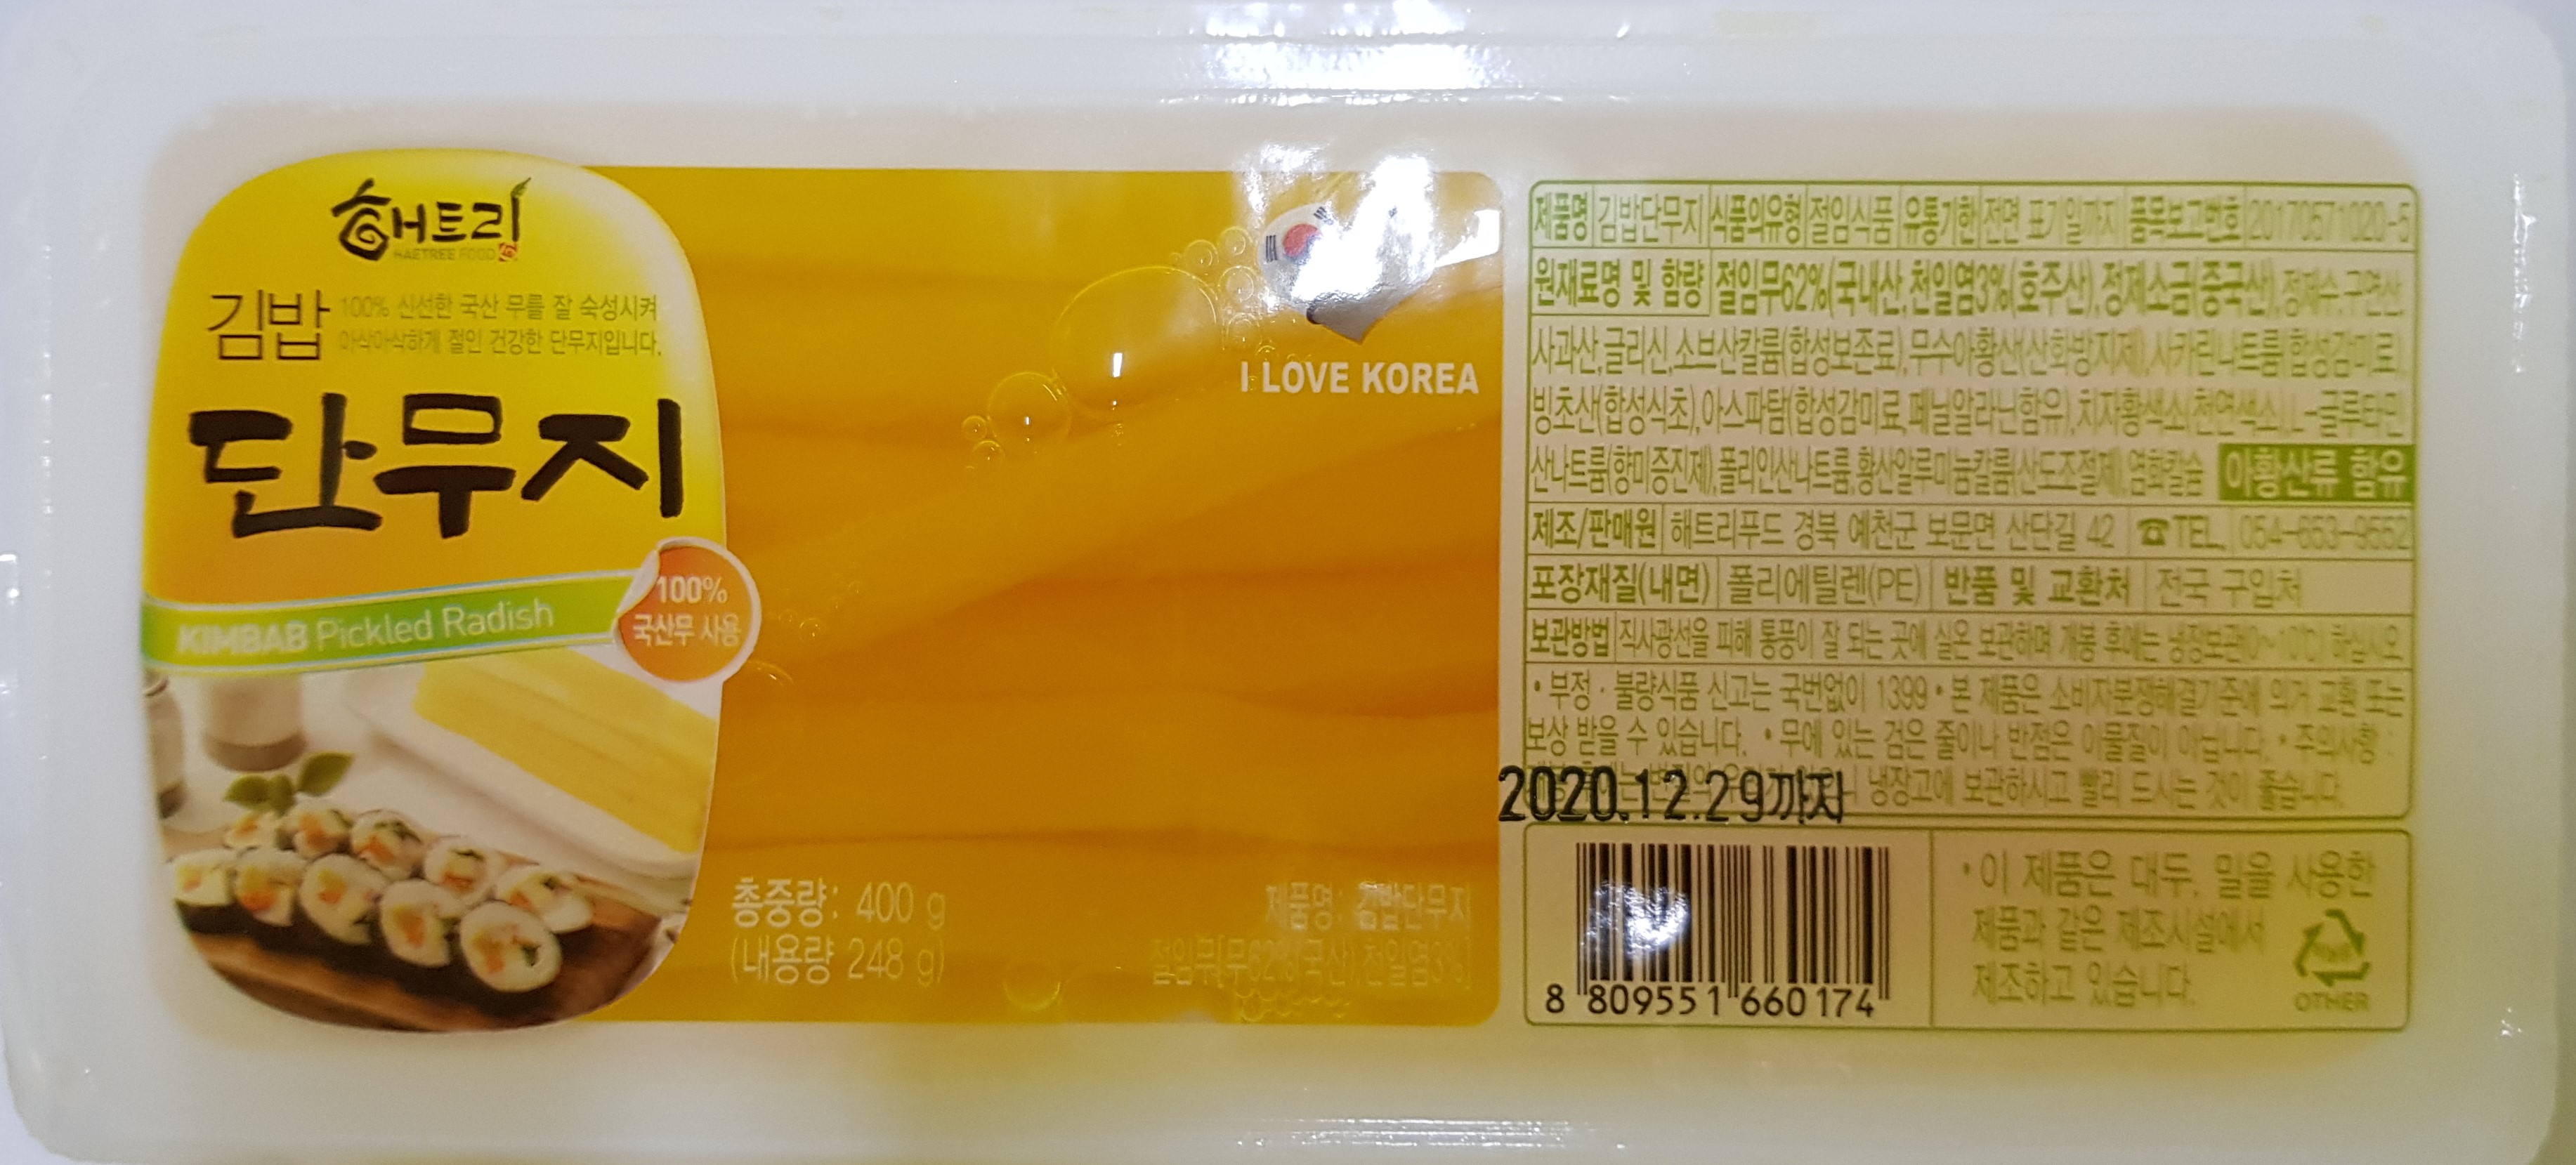 해트리
HAETREE FOOD
김밥
100% 신선한 국산 무를 잘 숙성시켜
아삭아삭하게 절인 건강한 단무지입니다.
단무지
KIMBAB Pickled Radish
100%
국산무 사용
I LOVE KOREA
총중량: 400 g
(내용량 248 g)
제품명: 김밥단무지
절임무[무62%(국산),천일염3%]
제품명 김밥단무지 식품의유형 절임식품 유통기한 전면 표기일까지 품목보고번호 20170571020-5
원재료명 및 함량 절임무62%(국내산,천일염3%(호주산),정제소금(중국산),정제수,구연산,
사과산,글리신,소브산칼륨(합성보존료),무수아황산(산화방지제),사카린나트륨(합성감미료),
빙초산(합성식초),아스파탐(합성감미료,페닐알라닌함유),치자황색소(천연색소),L-글루타민
산나트륨(향미증진제),폴리인산나트륨,황산알루미늄칼륨(산도조절제),염화칼슘 아황산류 함유
제조/판매원 해트리푸드 경북 예천군 보문면 산단길 42 ☎TEL. 054-653-9552
포장재질(내면) 폴리에틸렌(PE) 반품 및 교환처 전국 구입처
보관방법 직사광선을 피해 통풍이 잘 되는 곳에 실온 보관하며 개봉 후에는 냉장보관(0~10℃) 하십시오
• 부정 · 불량식품 신고는 국번없이 1399 • 본 제품은 소비자분쟁해결기준에 의거 교환 또는
보상 받을 수 있습니다. • 무에 있는 검은 줄이나 반점은 이물질이 아닙니다. • 주의사항 :
냉장고에 보관하시고 빨리 드시는 것이 좋습니다.
2020.12.29까지
8 809551 660174
• 이 제품은 대두, 밀을 사용한
제품과 같은 제조시설에서
제조하고 있습니다.
OTHER